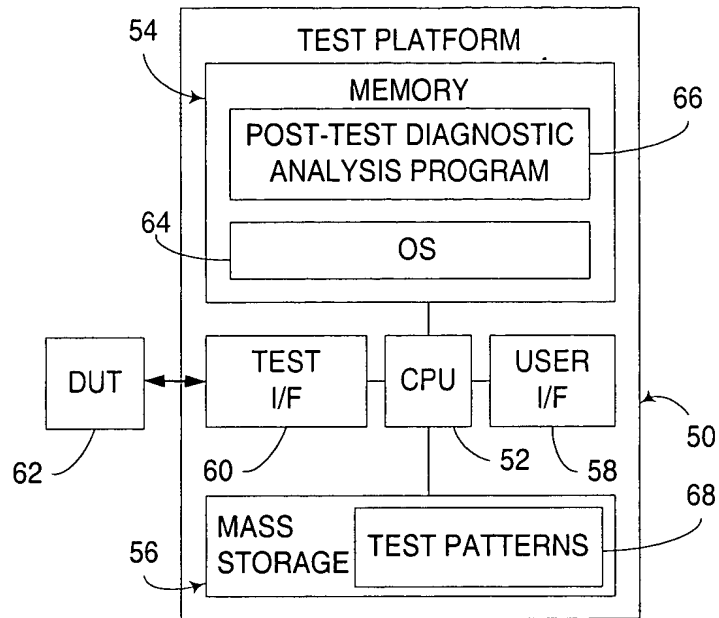 TEST PLATFORM
54
MEMORY
POST-TEST DIAGNOSTIC
ANALYSIS PROGRAM
66
64
OS
DUT
TEST
I/F
CPU
USER
I/F
50
62
60
52
58
68
MASS
STORAGE
TEST PATTERNS
56